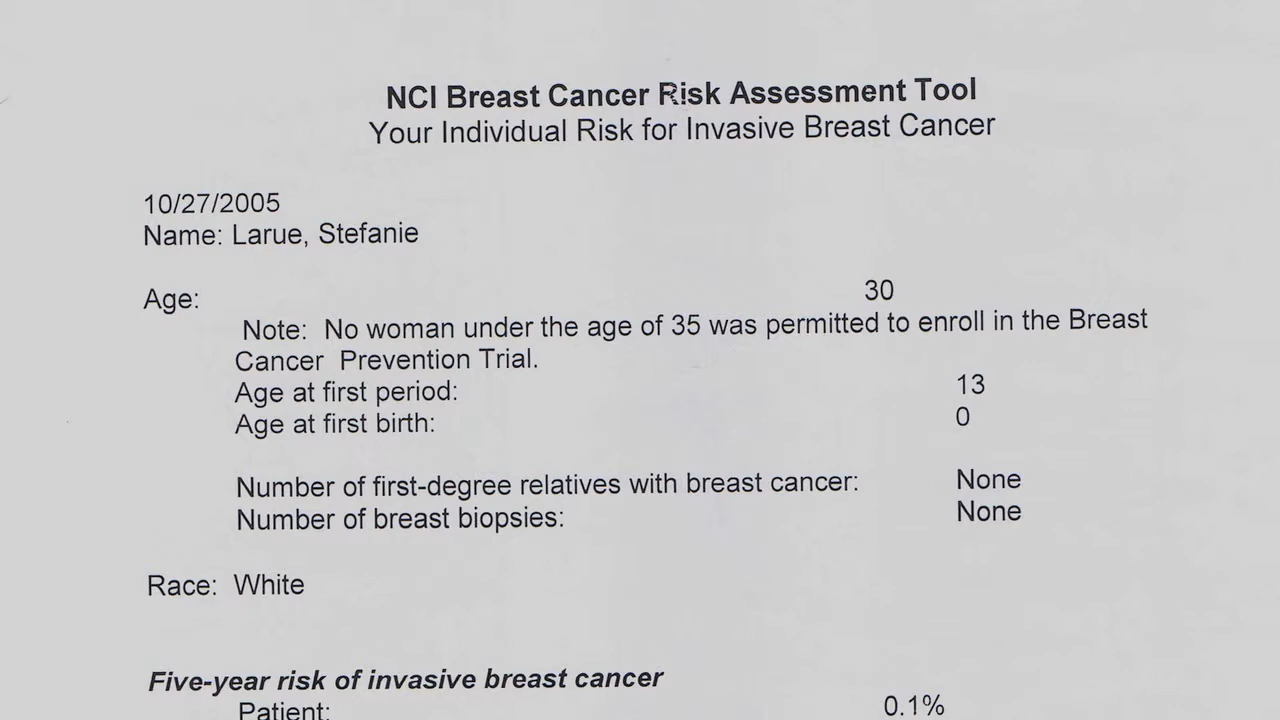 NCI Breast Cancer Risk Assessment Tool
Your Individual Risk for Invasive Breast Cancer
10/27/2005
Name: Larue, Stefanie
Age: 30
Note: No woman under the age of 35 was permitted to enroll in the Breast
Cancer Prevention Trial.
Age at first period: 13
Age at first birth: 0
Number of first-degree relatives with breast cancer: None
Number of breast biopsies: None
Race: White
Five-year risk of invasive breast cancer
Patient: 0.1%